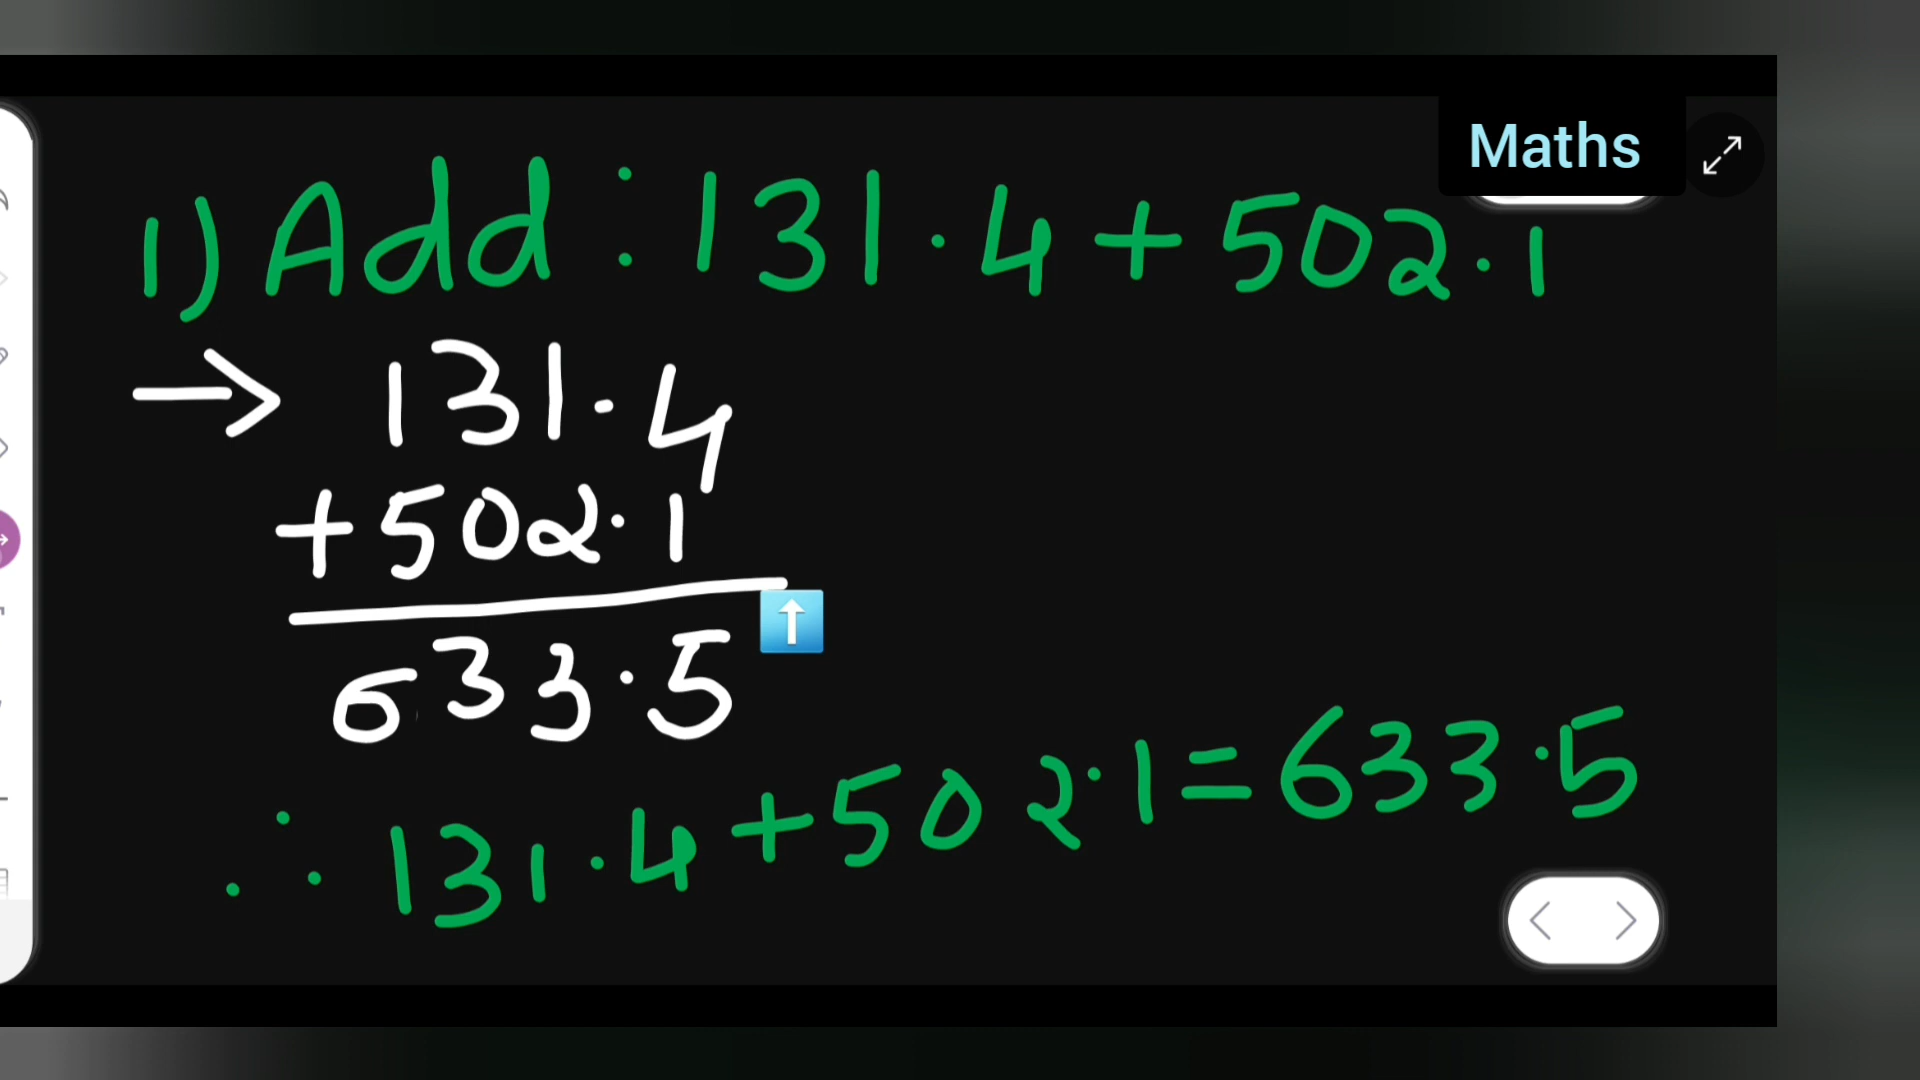 Maths
1) Add : 131.4 + 502.1
→ 131.4
+ 502.1
633.5
∴ 131.4 + 502.1 = 633.5